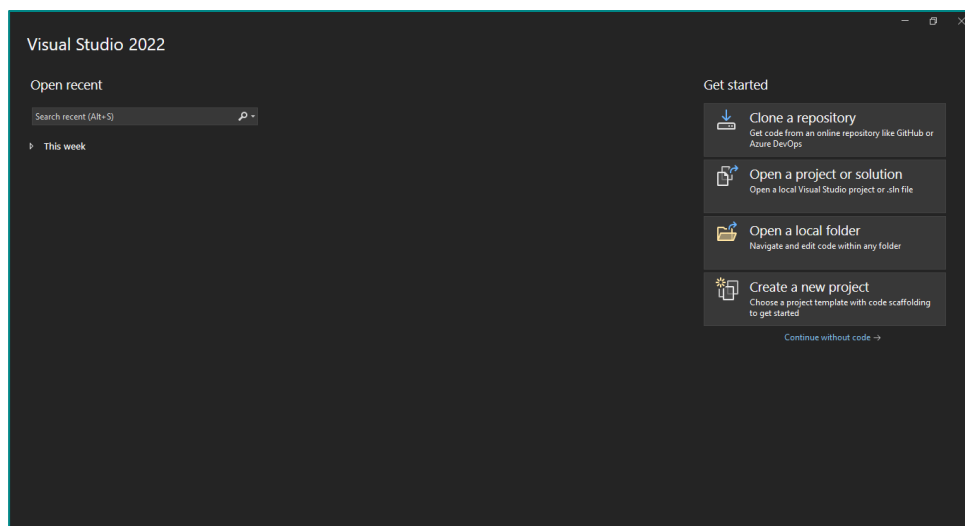 Visual Studio 2022
Open recent
Search recent (Alt+S)
This week
Get started
Clone a repository
Get code from an online repository like GitHub or
Azure DevOps
Open a project or solution
Open a local Visual Studio project or .sln file
Open a local folder
Navigate and edit code within any folder
Create a new project
Choose a project template with code scaffolding
to get started
Continue without code →